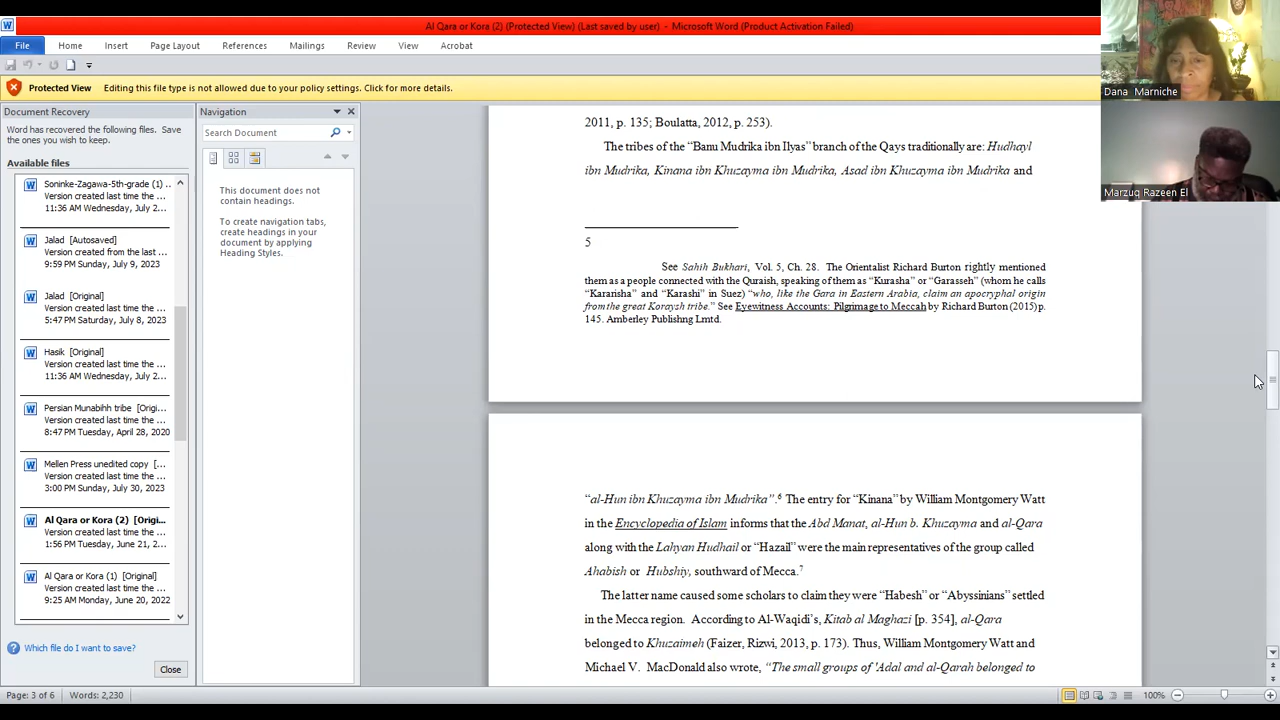 Al Qara or Kora (2) (Protected View) (Last saved by user) - Microsoft Word (Product Activation Failed)
File Home Insert Page Layout References Mailings Review View Acrobat
Protected View Editing this file type is not allowed due to your policy settings. Click for more details.
Document Recovery
Word has recovered the following files. Save
the ones you wish to keep.
Available files
Soninke-Zagawa-5th-grade (1) ...
Version created last time the ...
11:36 AM Wednesday, July 2...
Jalad [Autosaved]
Version created from the last ...
9:59 PM Sunday, July 9, 2023
Jalad [Original]
Version created last time the ...
5:47 PM Saturday, July 8, 2023
Hasik [Original]
Version created last time the ...
11:36 AM Wednesday, July 2...
Persian Munabihh tribe [Origi...
Version created last time the ...
8:47 PM Tuesday, April 28, 2020
Mellen Press unedited copy [...
Version created last time the ...
3:00 PM Sunday, July 30, 2023
Al Qara or Kora (2) [Origi...
Version created last time the ...
1:56 PM Tuesday, June 21, 2...
Al Qara or Kora (1) [Original]
Version created last time the ...
9:25 AM Monday, June 20, 2022
Which file do I want to save?
Close
Navigation
Search Document
This document does not
contain headings.
To create navigation tabs,
create headings in your
document by applying
Heading Styles.
2011, p. 135; Boulatta, 2012, p. 253).
The tribes of the “Banu Mudrika ibn Ilyas” branch of the Qays traditionally are: Hudhayl
ibn Mudrika, Kinana ibn Khuzayma ibn Mudrika, Asad ibn Khuzayma ibn Mudrika and
5
See Sahih Bukhari, Vol. 5, Ch. 28. The Orientalist Richard Burton rightly mentioned
them as a people connected with the Quraish, speaking of them as “Kurasha” or “Garasseh” (whom he calls
“Kararisha” and “Karashi” in Suez) “who, like the Gara in Eastern Arabia, claim an apocryphal origin
from the great Koraysh tribe.” See Eyewitness Accounts: Pilgrimage to Meccah by Richard Burton (2015) p.
145. Amberley Publishng Lmtd.
“al-Hun ibn Khuzayma ibn Mudrika”.6 The entry for “Kinana” by William Montgomery Watt
in the Encyclopedia of Islam informs that the Abd Manat, al-Hun b. Khuzayma and al-Qara
along with the Lahyan Hudhail or “Hazail” were the main representatives of the group called
Ahabish or Hubshiy, southward of Mecca.7
The latter name caused some scholars to claim they were “Habesh” or “Abyssinians” settled
in the Mecca region. According to Al-Waqidi’s, Kitab al Maghazi [p. 354], al-Qara
belonged to Khuzaimeh (Faizer, Rizwi, 2013, p. 173). Thus, William Montgomery Watt and
Michael V. MacDonald also wrote, “The small groups of 'Adal and al-Qarah belonged to
Dana Marniche
Marzuq Razeen El
Page: 3 of 6 Words: 2,230
100%